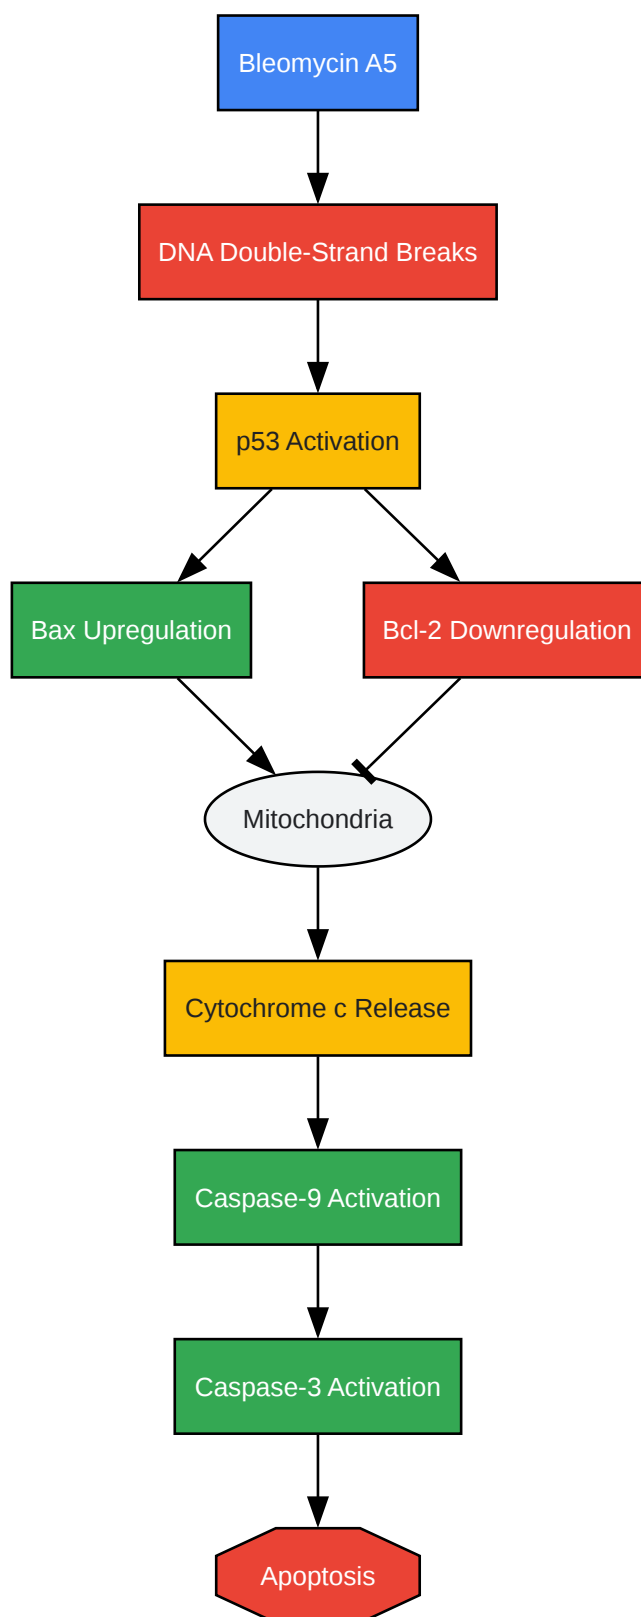 Bleomycin A5
DNA Double-Strand Breaks
p53 Activation
Bax Upregulation
Bcl-2 Downregulation
Mitochondria
Cytochrome c Release
Caspase-9 Activation
Caspase-3 Activation
Apoptosis